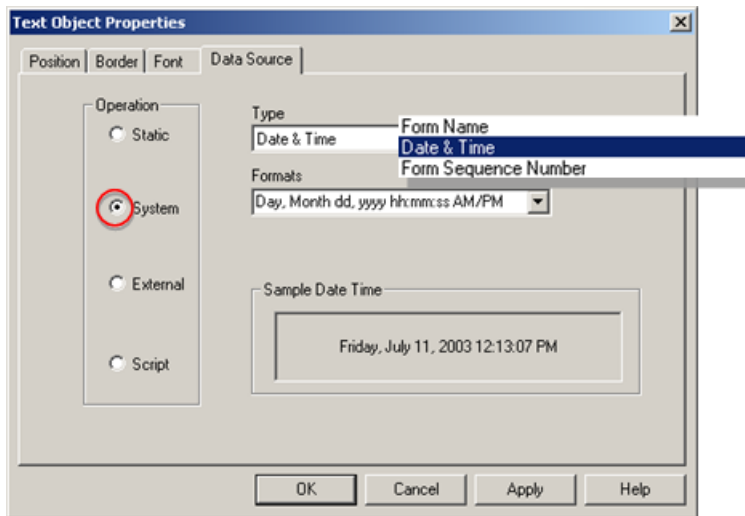 Text Object Properties
Position Border Font Data Source
Operation
Static
System
External
Script
Type
Date & Time
Form Name
Date & Time
Form Sequence Number
Formats
Day, Month dd, yyyy hh:mm:ss AM/PM
Sample Date Time
Friday, July 11, 2003 12:13:07 PM
OK Cancel Apply Help